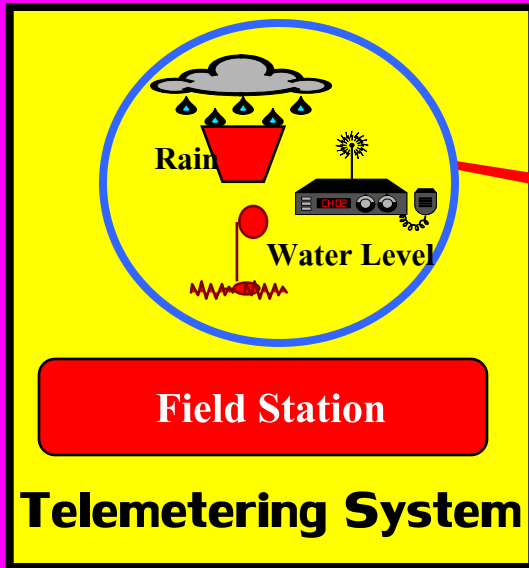 Rain
CH02
Water Level
Field Station
Telemetering System